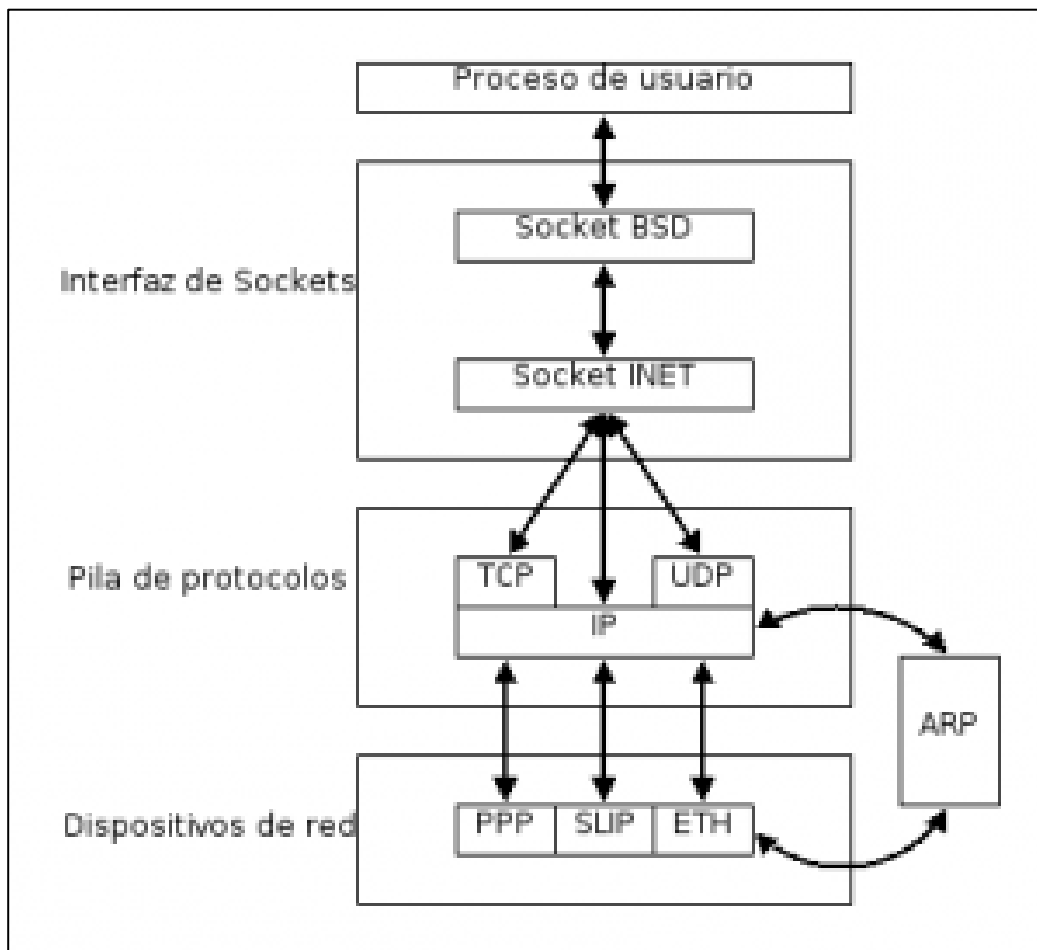 Proceso de usuario
Socket BSD
Interfaz de Sockets
Socket INET
TCP
UDP
Pila de protocolos
IP
ARP
PPP
SLIP
ETH
Dispositivos de red